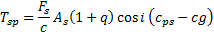 T_sp = F_s/c A_s(1 + q) cos i (c_ps − cg)